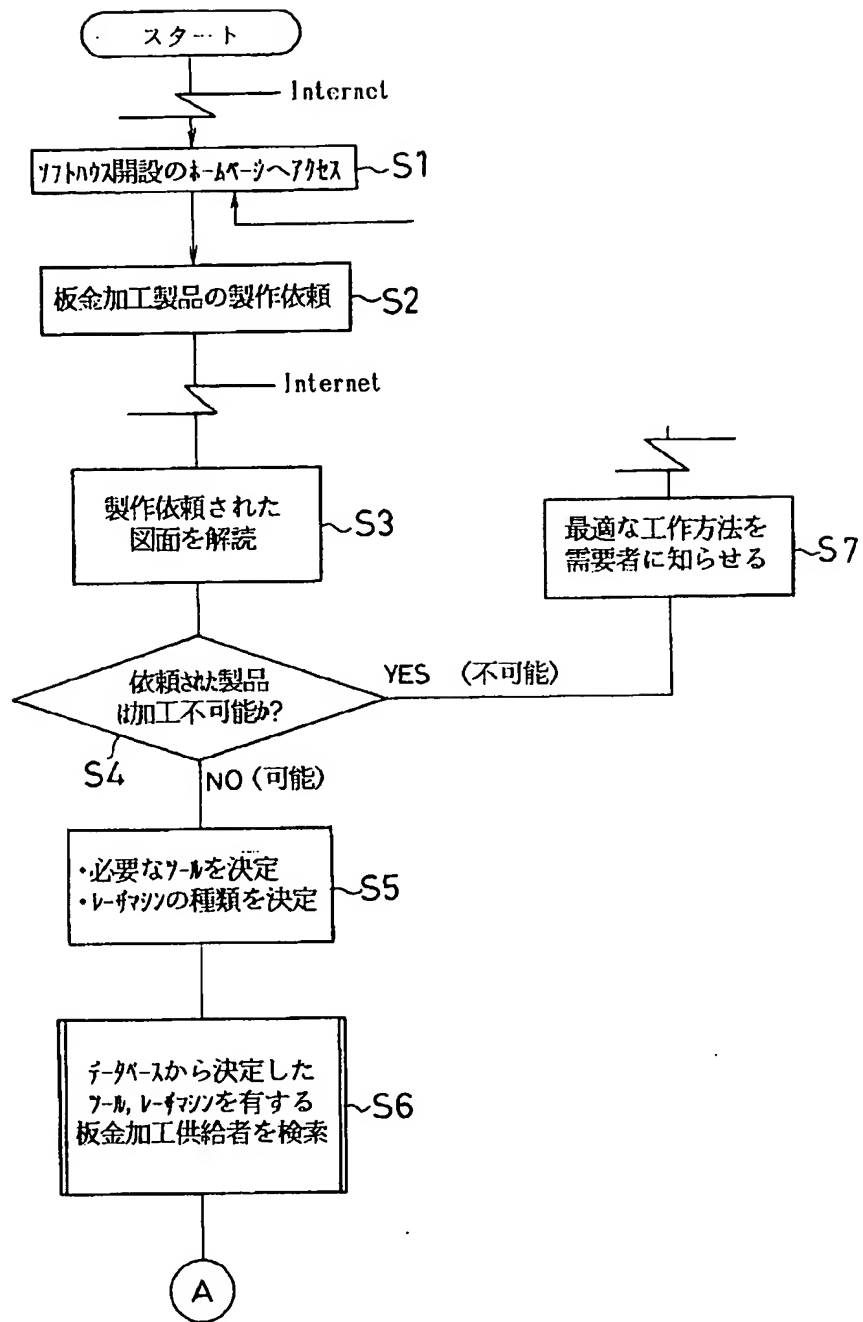 スタート
Internet
ソフトハウス開設のホームページへアクセス
S1
板金加工製品の製作依頼
S2
Internet
製作依頼された
図面を解読
S3
最適な工作方法を
需要者に知らせる
S7
依頼された製品
は加工不可能か?
YES (不可能)
S4
NO (可能)
・必要なツールを決定
・レーザマシンの種類を決定
S5
データベースから決定した
ツール,レーザマシンを有する
板金加工供給者を検索
S6
A